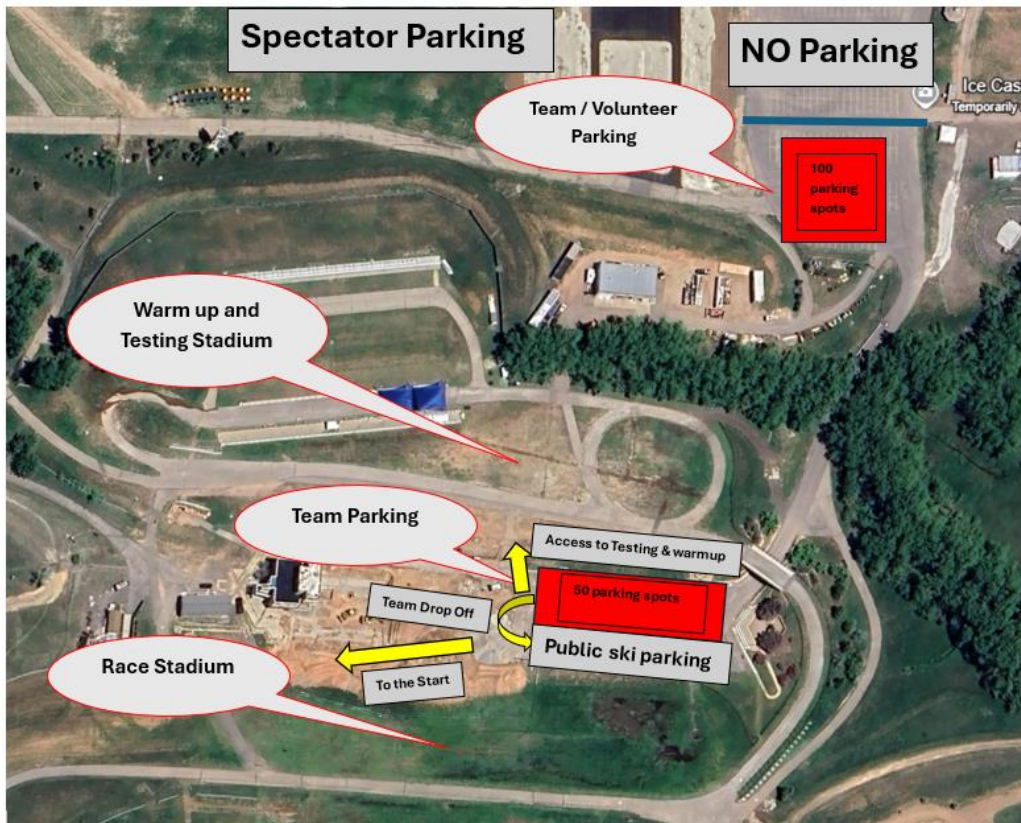 Spectator Parking
NO Parking
Ice Cas
Temporarily
Team / Volunteer
Parking
100
parking
spots
Warm up and
Testing Stadium
Team Parking
Access to Testing & warmup
50 parking spots
Team Drop Off
Public ski parking
Race Stadium
To the Start